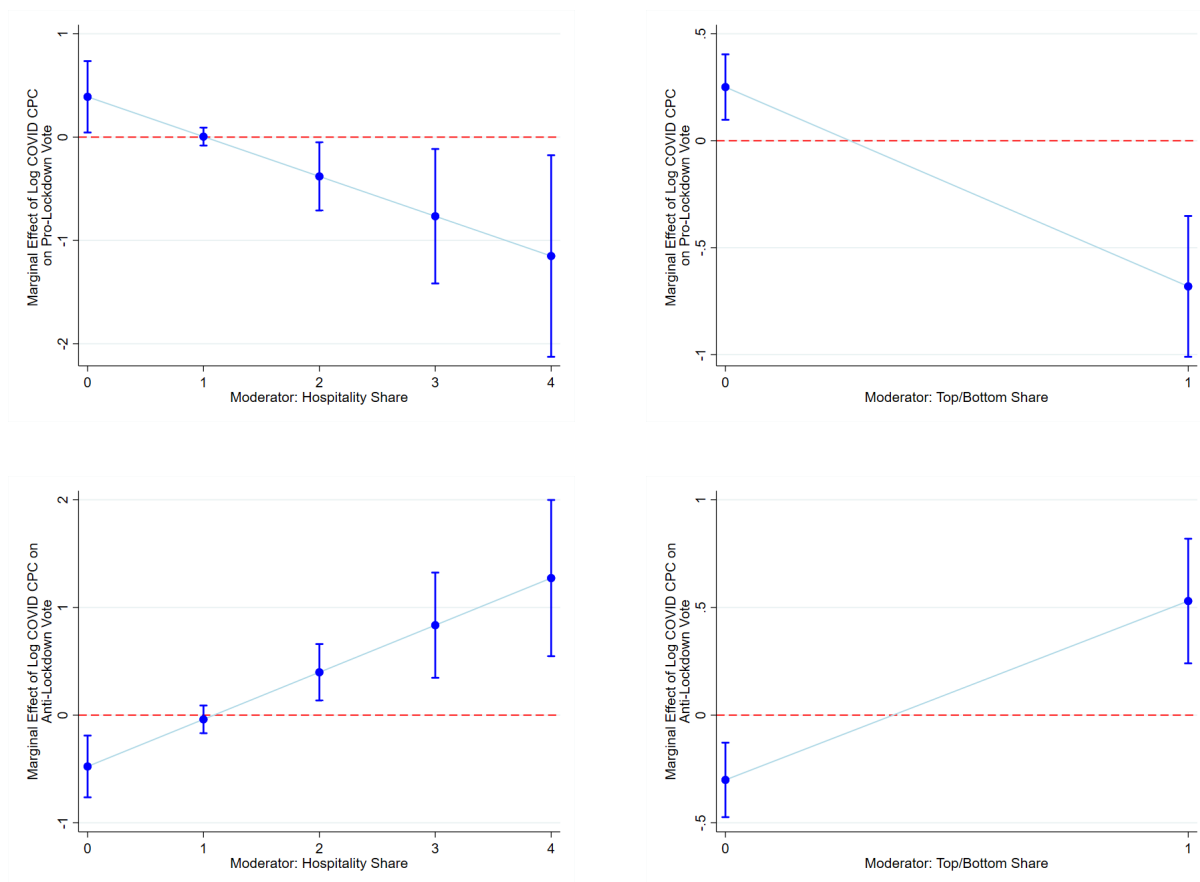 Marginal Effect of Log COVID CPC
on Pro-Lockdown Vote
1
0
-1
-2
0 1 2 3 4
Moderator: Hospitality Share
Marginal Effect of Log COVID CPC
on Pro-Lockdown Vote
.5
0
-.5
-1
0 1
Moderator: Top/Bottom Share
Marginal Effect of Log COVID CPC on
Anti-Lockdown Vote
2
1
0
-1
0 1 2 3 4
Moderator: Hospitality Share
Marginal Effect of Log COVID CPC on
Anti-Lockdown Vote
1
.5
0
-.5
0 1
Moderator: Top/Bottom Share